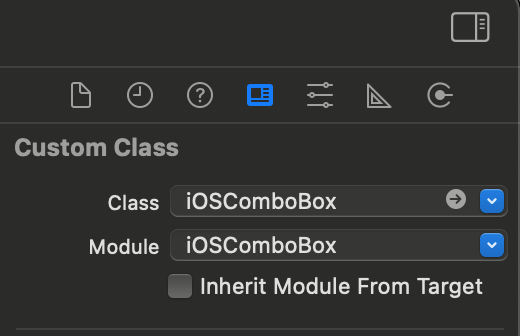 Custom Class
Class iOSComboBox
Module iOSComboBox
Inherit Module From Target